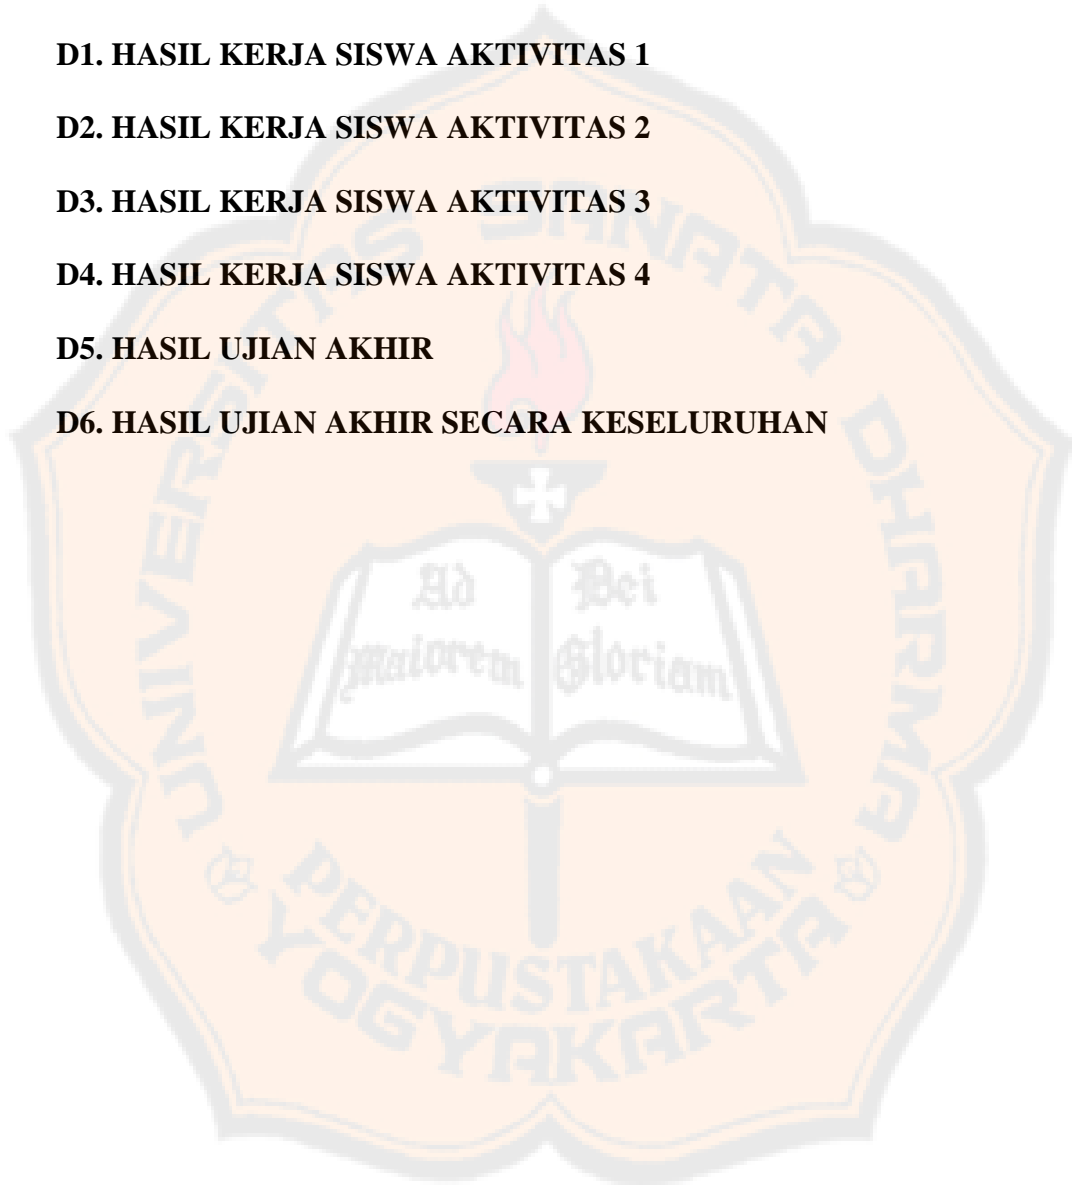 D1. HASIL KERJA SISWA AKTIVITAS 1
D2. HASIL KERJA SISWA AKTIVITAS 2
D3. HASIL KERJA SISWA AKTIVITAS 3
D4. HASIL KERJA SISWA AKTIVITAS 4
D5. HASIL UJIAN AKHIR
D6. HASIL UJIAN AKHIR SECARA KESELURUHAN
UNIVERSITAS SANATA DHARMA
Ad Dei
Maiorem Gloriam
PERPUSTAKAAN
YOGYAKARTA